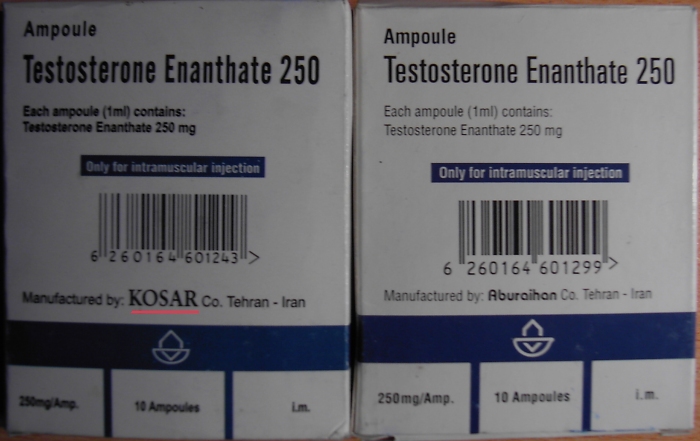 Ampoule
Testosterone Enanthate 250
Each ampoule (1ml) contains:
Testosterone Enanthate 250 mg
Only for intramuscular injection
6 260164 601243 >
Manufactured by: KOSAR Co. Tehran - Iran
250mg/Amp.
10 Ampoules
i.m.
Ampoule
Testosterone Enanthate 250
Each ampoule (1ml) contains:
Testosterone Enanthate 250 mg
Only for intramuscular injection
6 260164 601299 >
Manufactured by: Aburaihan Co. Tehran - Iran
250mg/Amp.
10 Ampoules
i.m.